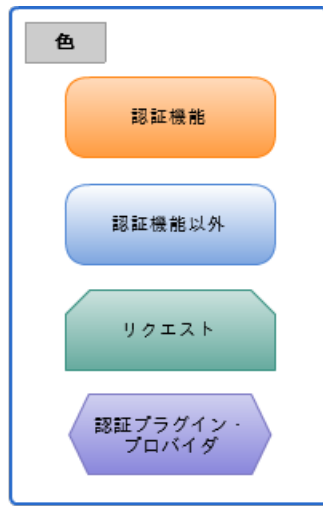 色
認証機能
認証機能以外
リクエスト
認証プラグイン・
プロバイダ